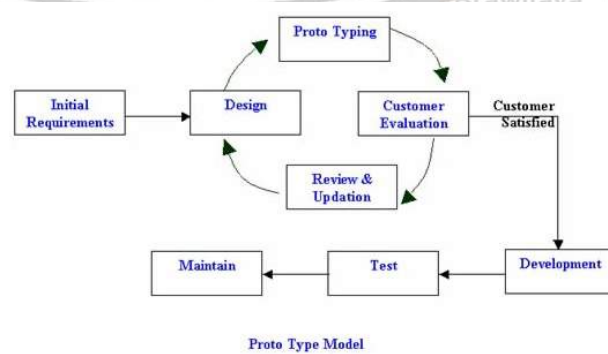 Proto Typing
Initial
Requirements
Design
Customer
Evaluation
Customer
Satisfied
Review &
Updation
Maintain
Test
Development
Proto Type Model